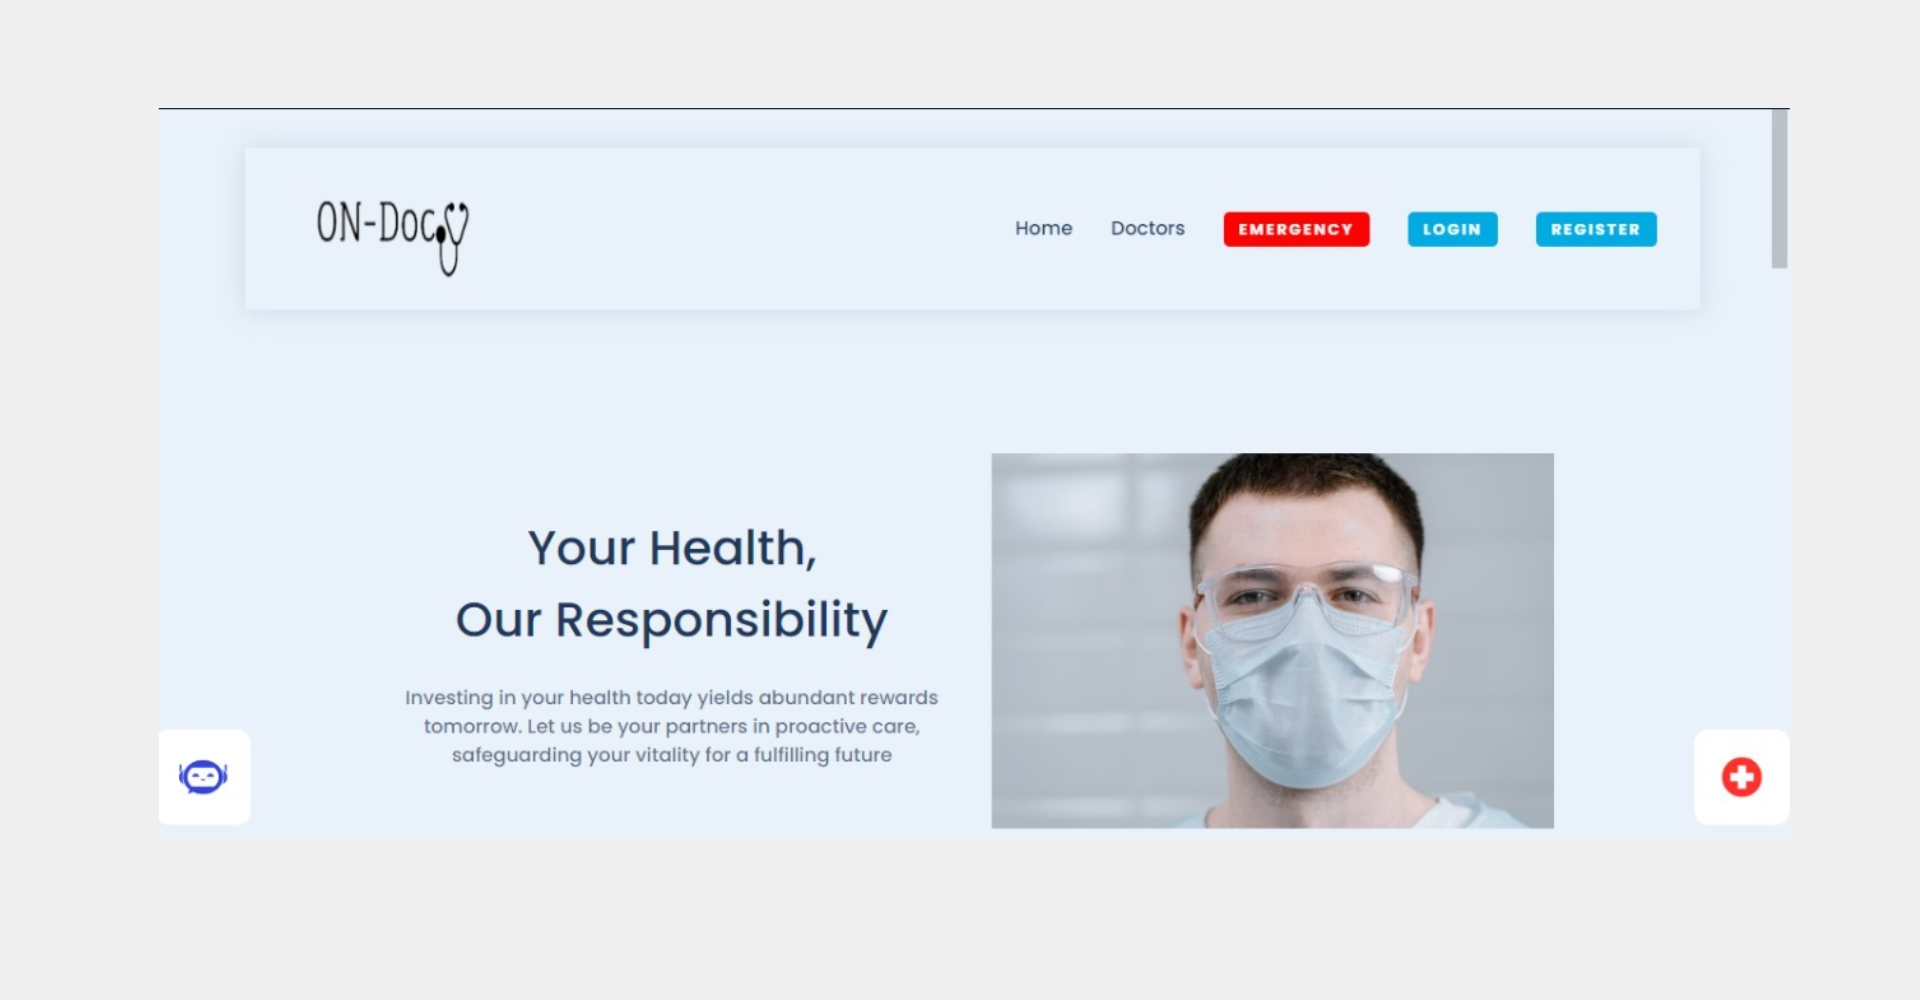 ON-Doc
Home Doctors EMERGENCY LOGIN REGISTER
Your Health,
Our Responsibility
Investing in your health today yields abundant rewards
tomorrow. Let us be your partners in proactive care,
safeguarding your vitality for a fulfilling future